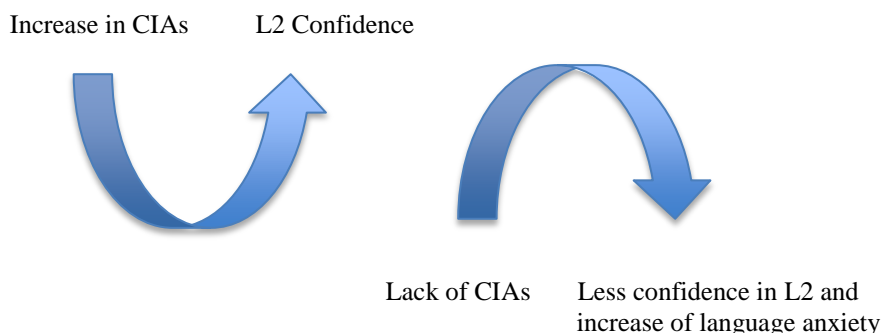 Increase in CIAs L2 Confidence
Lack of CIAs Less confidence in L2 and
increase of language anxiety